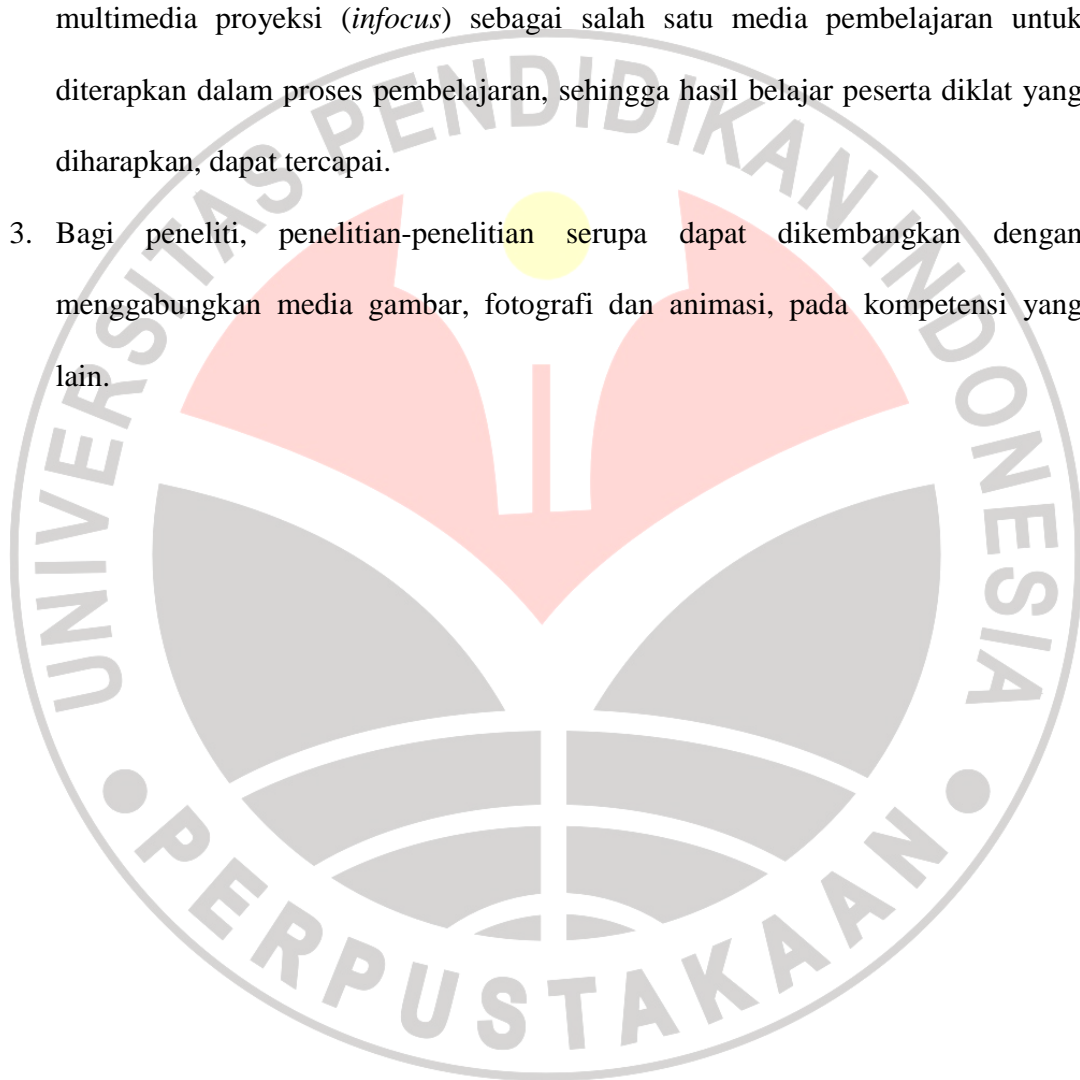 multimedia proyeksi (infocus) sebagai salah satu media pembelajaran untuk
diterapkan dalam proses pembelajaran, sehingga hasil belajar peserta diklat yang
diharapkan, dapat tercapai.
3. Bagi peneliti, penelitian-penelitian serupa dapat dikembangkan dengan
menggabungkan media gambar, fotografi dan animasi, pada kompetensi yang
lain.
UNIVERSITAS PENDIDIKAN INDONESIA
PERPUSTAKAAN